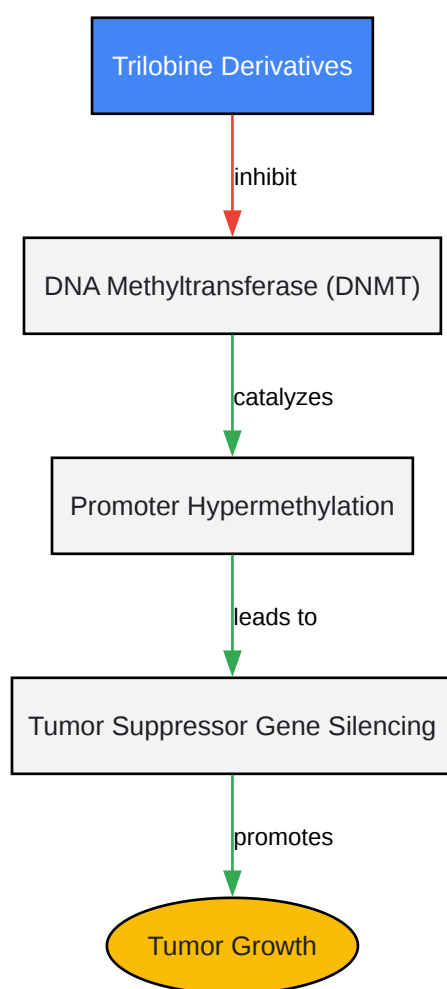 Trilobine Derivatives
inhibit
DNA Methyltransferase (DNMT)
catalyzes
Promoter Hypermethylation
leads to
Tumor Suppressor Gene Silencing
promotes
Tumor Growth